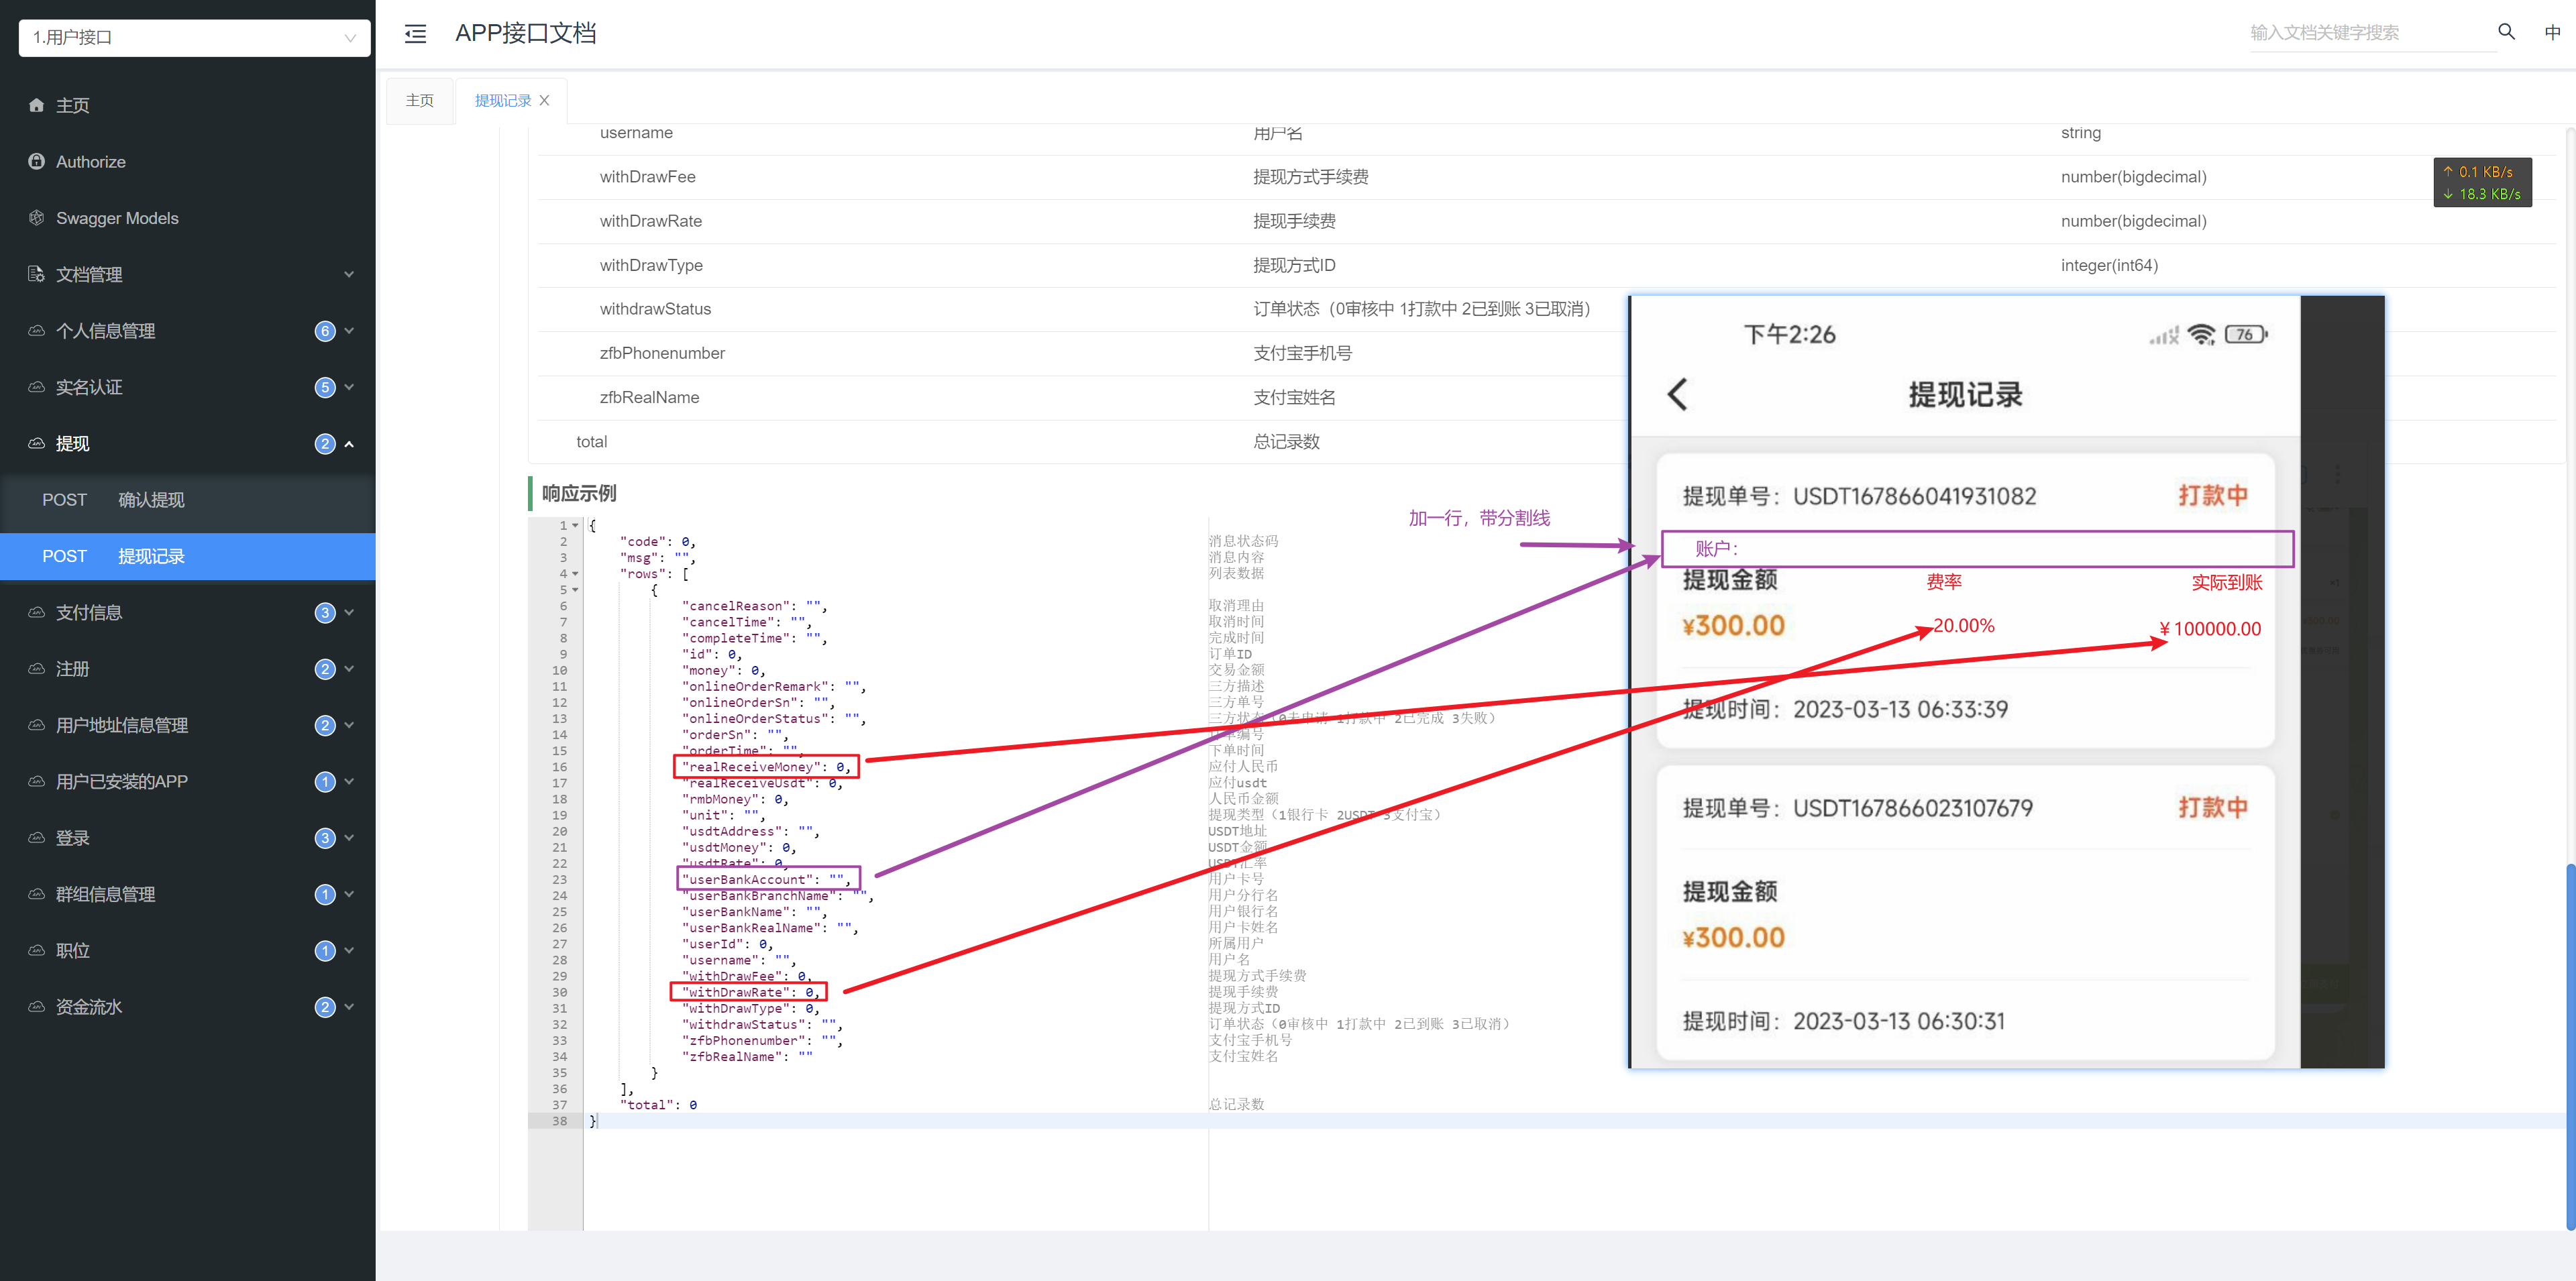 1.用户接口
主页
Authorize
Swagger Models
文档管理
个人信息管理 6
实名认证 5
提现 2
POST 确认提现
POST 提现记录
支付信息 3
注册 2
用户地址信息管理 2
用户已安装的APP 1
登录 3
群组信息管理 1
职位 1
资金流水 2
APP接口文档
输入文档关键字搜索
中
主页 提现记录
username 用户名 string
withDrawFee 提现方式手续费 number(bigdecimal)
withDrawRate 提现手续费 number(bigdecimal)
withDrawType 提现方式ID integer(int64)
withdrawStatus 订单状态（0审核中 1打款中 2已到账 3已取消）
zfbPhonenumber 支付宝手机号
zfbRealName 支付宝姓名
total 总记录数
↑ 0.1 KB/s
↓ 18.3 KB/s
响应示例
1 {
2 "code": 0, 消息状态码
3 "msg": "", 消息内容
4 "rows": [ 列表数据
5 {
6 "cancelReason": "", 取消理由
7 "cancelTime": "", 取消时间
8 "completeTime": "", 完成时间
9 "id": 0, 订单ID
10 "money": 0, 交易金额
11 "onlineOrderRemark": "", 三方描述
12 "onlineOrderSn": "", 三方单号
13 "onlineOrderStatus": "", 三方状态（0未申请 1打款中 2已完成 3失败）
14 "orderSn": "", 订单编号
15 "orderTime": "", 下单时间
16 "realReceiveMoney": 0, 应付人民币
17 "realReceiveUsdt": 0, 应付usdt
18 "rmbMoney": 0, 人民币金额
19 "unit": "", 提现类型（1银行卡 2USDT 3支付宝）
20 "usdtAddress": "", USDT地址
21 "usdtMoney": 0, USDT金额
22 "usdtRate": 0, USDT汇率
23 "userBankAccount": "", 用户卡号
24 "userBankBranchName": "", 用户分行名
25 "userBankName": "", 用户银行名
26 "userBankRealName": "", 用户卡姓名
27 "userId": 0, 所属用户
28 "username": "", 用户名
29 "withDrawFee": 0, 提现方式手续费
30 "withDrawRate": 0, 提现手续费
31 "withDrawType": 0, 提现方式ID
32 "withdrawStatus": "", 订单状态（0审核中 1打款中 2已到账 3已取消）
33 "zfbPhonenumber": "", 支付宝手机号
34 "zfbRealName": "" 支付宝姓名
35 }
36 ],
37 "total": 0 总记录数
38 }
加一行，带分割线
下午2:26 76
提现记录
提现单号：USDT167866041931082 打款中
账户：
提现金额 费率 实际到账
¥300.00 20.00% ￥100000.00
提现时间：2023-03-13 06:33:39
提现单号：USDT167866023107679 打款中
提现金额
¥300.00
提现时间：2023-03-13 06:30:31